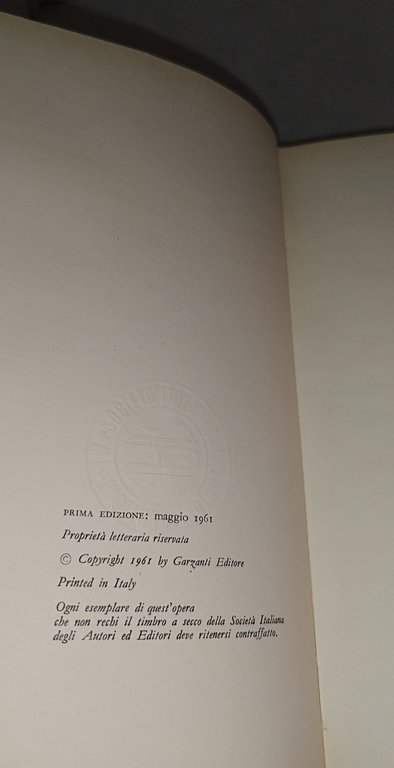 PRIMA EDIZIONE: maggio 1961
Proprietà letteraria riservata
© Copyright 1961 by Garzanti Editore
Printed in Italy
Ogni esemplare di quest'opera
che non rechi il timbro a secco della Società Italiana
degli Autori ed Editori deve ritenersi contraffatto.